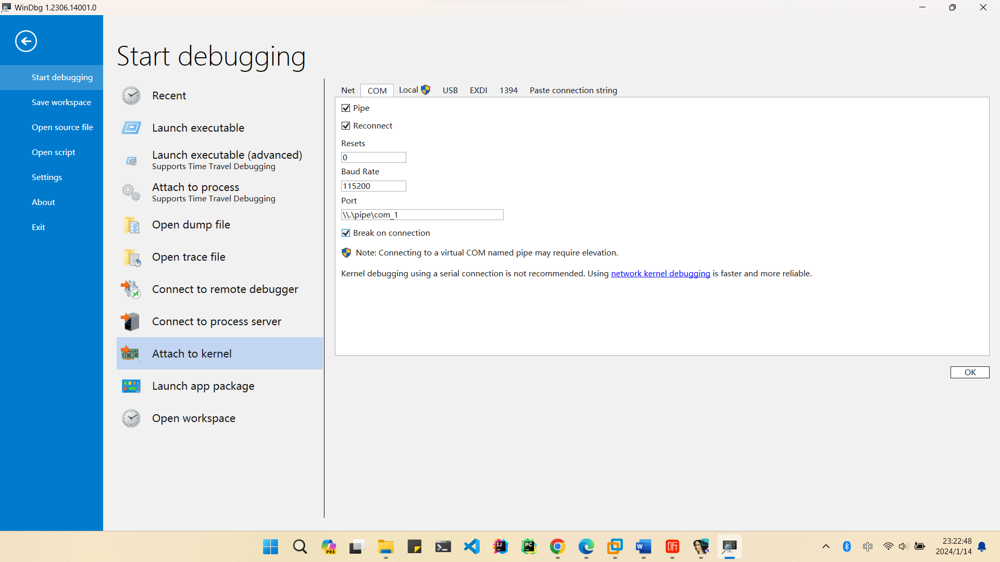 WinDbg 1.2306.14001.0
Start debugging
Save workspace
Open source file
Open script
Settings
About
Exit
Start debugging
Recent
Launch executable
Launch executable (advanced)
Supports Time Travel Debugging
Attach to process
Supports Time Travel Debugging
Open dump file
Open trace file
Connect to remote debugger
Connect to process server
Attach to kernel
Launch app package
Open workspace
Net COM Local USB EXDI 1394 Paste connection string
Pipe
Reconnect
Resets
0
Baud Rate
115200
Port
\\.\pipe\com_1
Break on connection
Note: Connecting to a virtual COM named pipe may require elevation.
Kernel debugging using a serial connection is not recommended. Using network kernel debugging is faster and more reliable.
OK
PRE
IJ
PC
W
中
23:22:48
2024/1/14